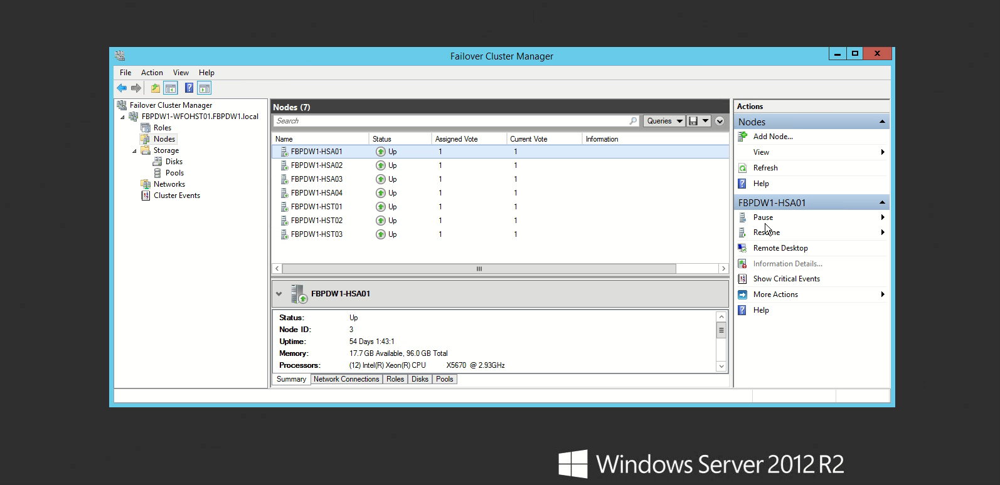 Failover Cluster Manager
File Action View Help
Failover Cluster Manager
FBPDW1-WFOHST01.FBPDW1.local
Roles
Nodes
Storage
Disks
Pools
Networks
Cluster Events
Nodes (7)
Search Queries
Name Status Assigned Vote Current Vote Information
FBPDW1-HSA01 Up 1 1
FBPDW1-HSA02 Up 1 1
FBPDW1-HSA03 Up 1 1
FBPDW1-HSA04 Up 1 1
FBPDW1-HST01 Up 1 1
FBPDW1-HST02 Up 1 1
FBPDW1-HST03 Up 1 1
FBPDW1-HSA01
Status: Up
Node ID: 3
Uptime: 54 Days 1:43:1
Memory: 17.7 GB Available, 96.0 GB Total
Processors: (12) Intel(R) Xeon(R) CPU X5670 @ 2.93GHz
Summary Network Connections Roles Disks Pools
Actions
Nodes
Add Node...
View
Refresh
Help
FBPDW1-HSA01
Pause
Resume
Remote Desktop
Information Details...
Show Critical Events
More Actions
Help
Windows Server 2012 R2